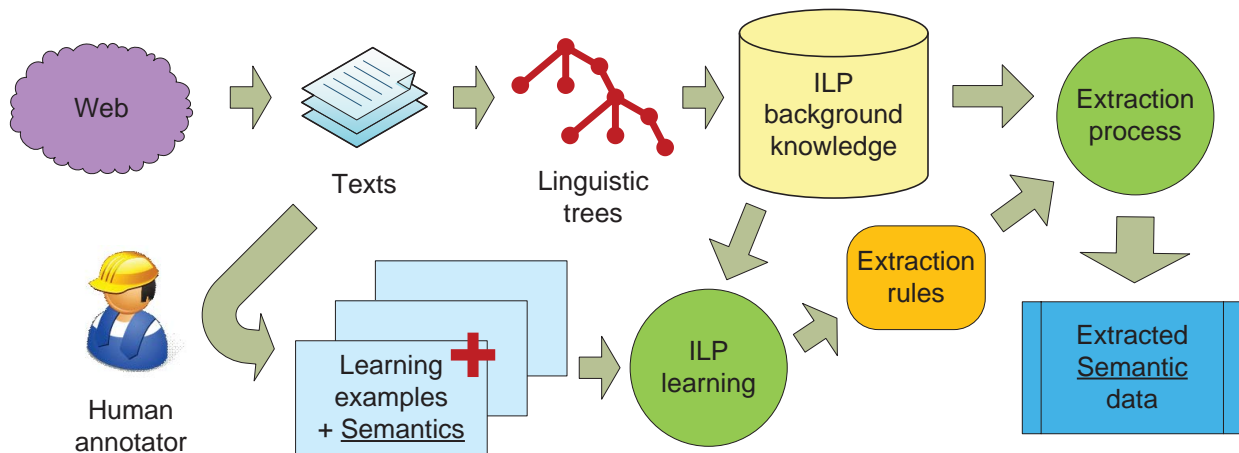 Web
Texts
Linguistic
trees
ILP
background
knowledge
Extraction
process
Human
annotator
Learning
examples
+ Semantics
ILP
learning
Extraction
rules
Extracted
Semantic
data